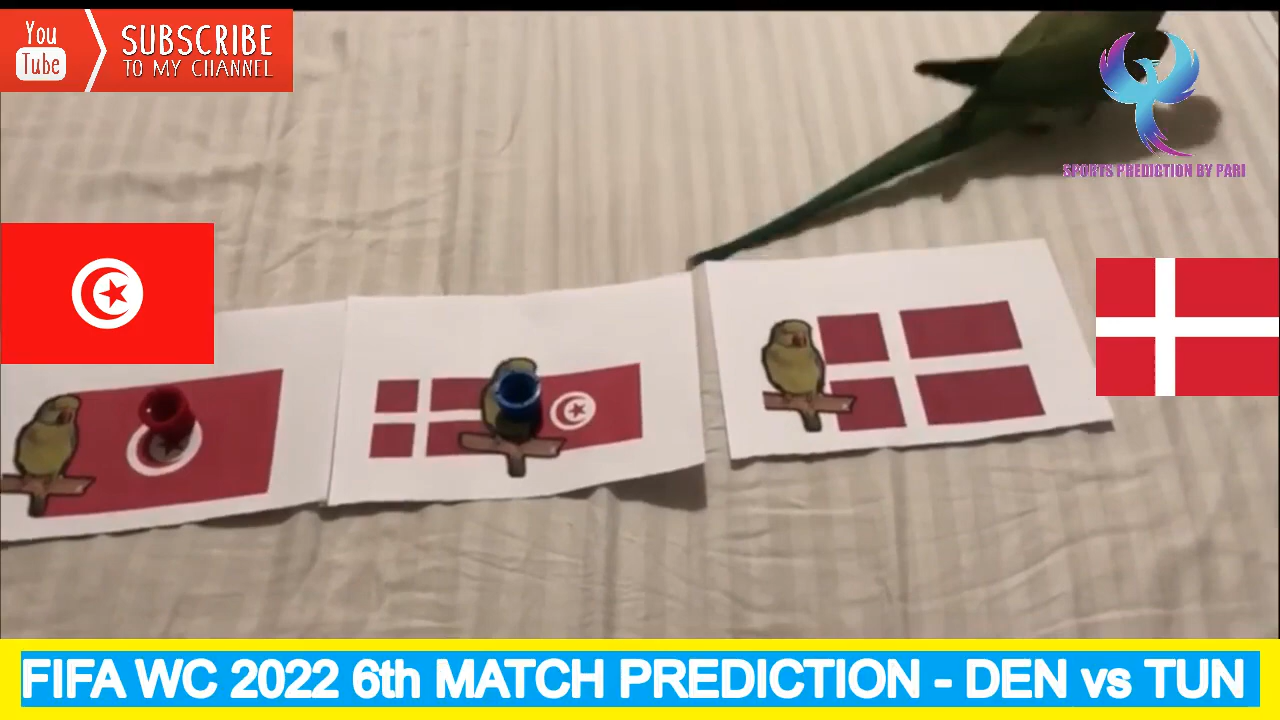 You
Tube
SUBSCRIBE
TO MY CHANNEL
SPORTS PREDICTION BY PARI
FIFA WC 2022 6th MATCH PREDICTION - DEN vs TUN